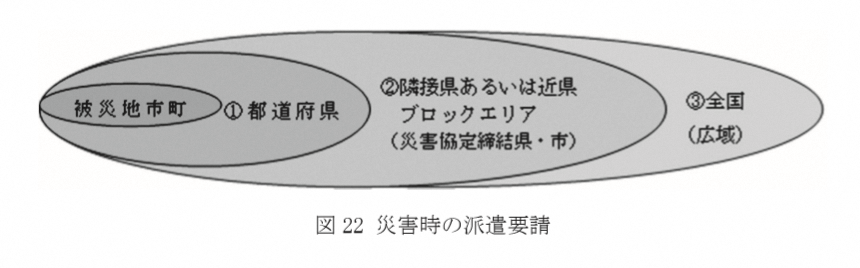 被災地市町
①都道府県
②隣接県あるいは近県
ブロックエリア
(災害協定締結県・市)
③全国
(広域)
図 22 災害時の派遣要請